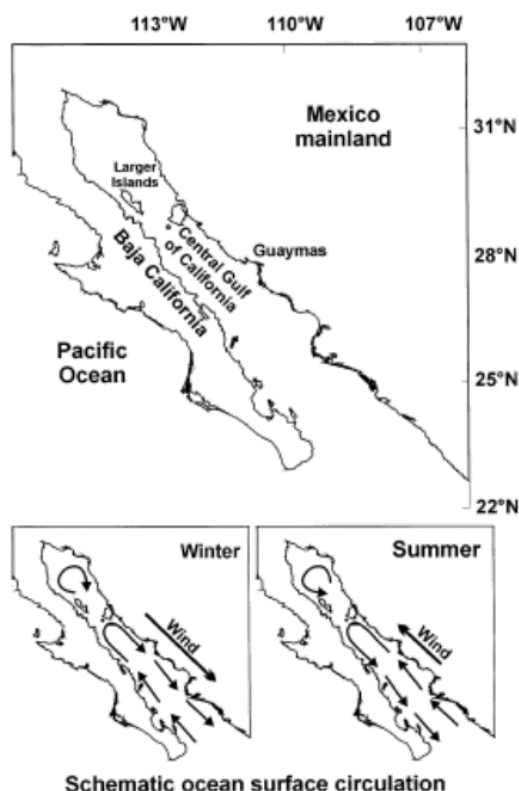 113°W 110°W 107°W
Mexico
mainland
31°N
Larger
Islands
Central Gulf
of California
Guaymas
28°N
Baja California
Pacific
Ocean
25°N
22°N
Winter
Wind
Summer
Wind
Schematic ocean surface circulation